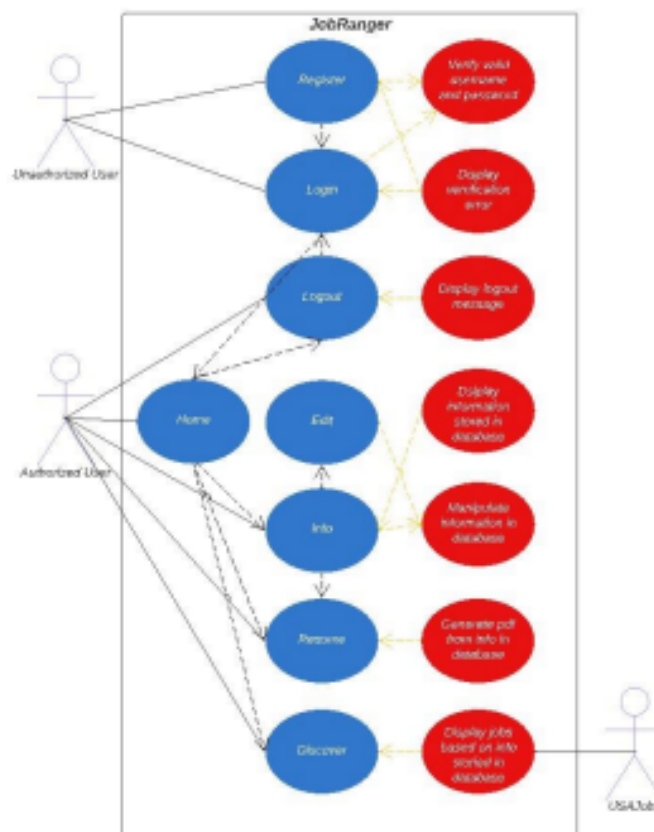 JobRanger
Register
Verify valid
username
and password
Unauthorized User
Login
Display
verification
error
Logout
Display logout
message
Home
Edit
Display
information
stored in
database
Authorized User
Info
Manipulate
information in
database
Resume
Generate pdf
from info in
database
Discover
Display jobs
based on info
storied in
database
USAJob